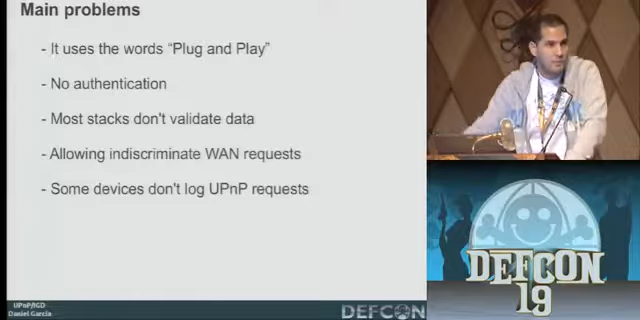 Main problems
- It uses the words “Plug and Play”
- No authentication
- Most stacks don't validate data
- Allowing indiscriminate WAN requests
- Some devices don't log UPnP requests
UPnP/IGD
Daniel Garcia
DEFCON
DEFCON
19